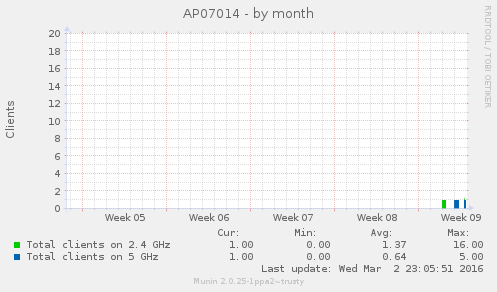 AP07014 - by month
RRDTOOL / TOBI OETIKER
Clients
20
18
16
14
12
10
8
6
4
2
0
Week 05 Week 06 Week 07 Week 08 Week 09
Cur: Min: Avg: Max:
Total clients on 2.4 GHz 1.00 0.00 1.37 16.00
Total clients on 5 GHz 1.00 0.00 0.64 5.00
Last update: Wed Mar 2 23:05:51 2016
Munin 2.0.25-1ppa2~trusty